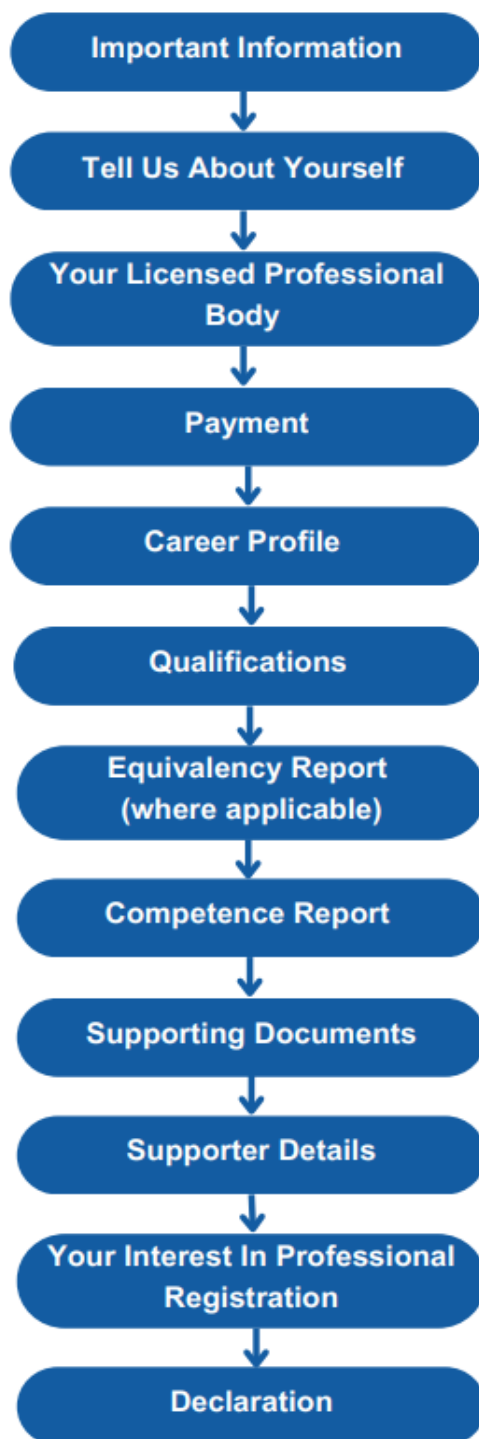 Important Information
Tell Us About Yourself
Your Licensed Professional
Body
Payment
Career Profile
Qualifications
Equivalency Report
(where applicable)
Competence Report
Supporting Documents
Supporter Details
Your Interest In Professional
Registration
Declaration